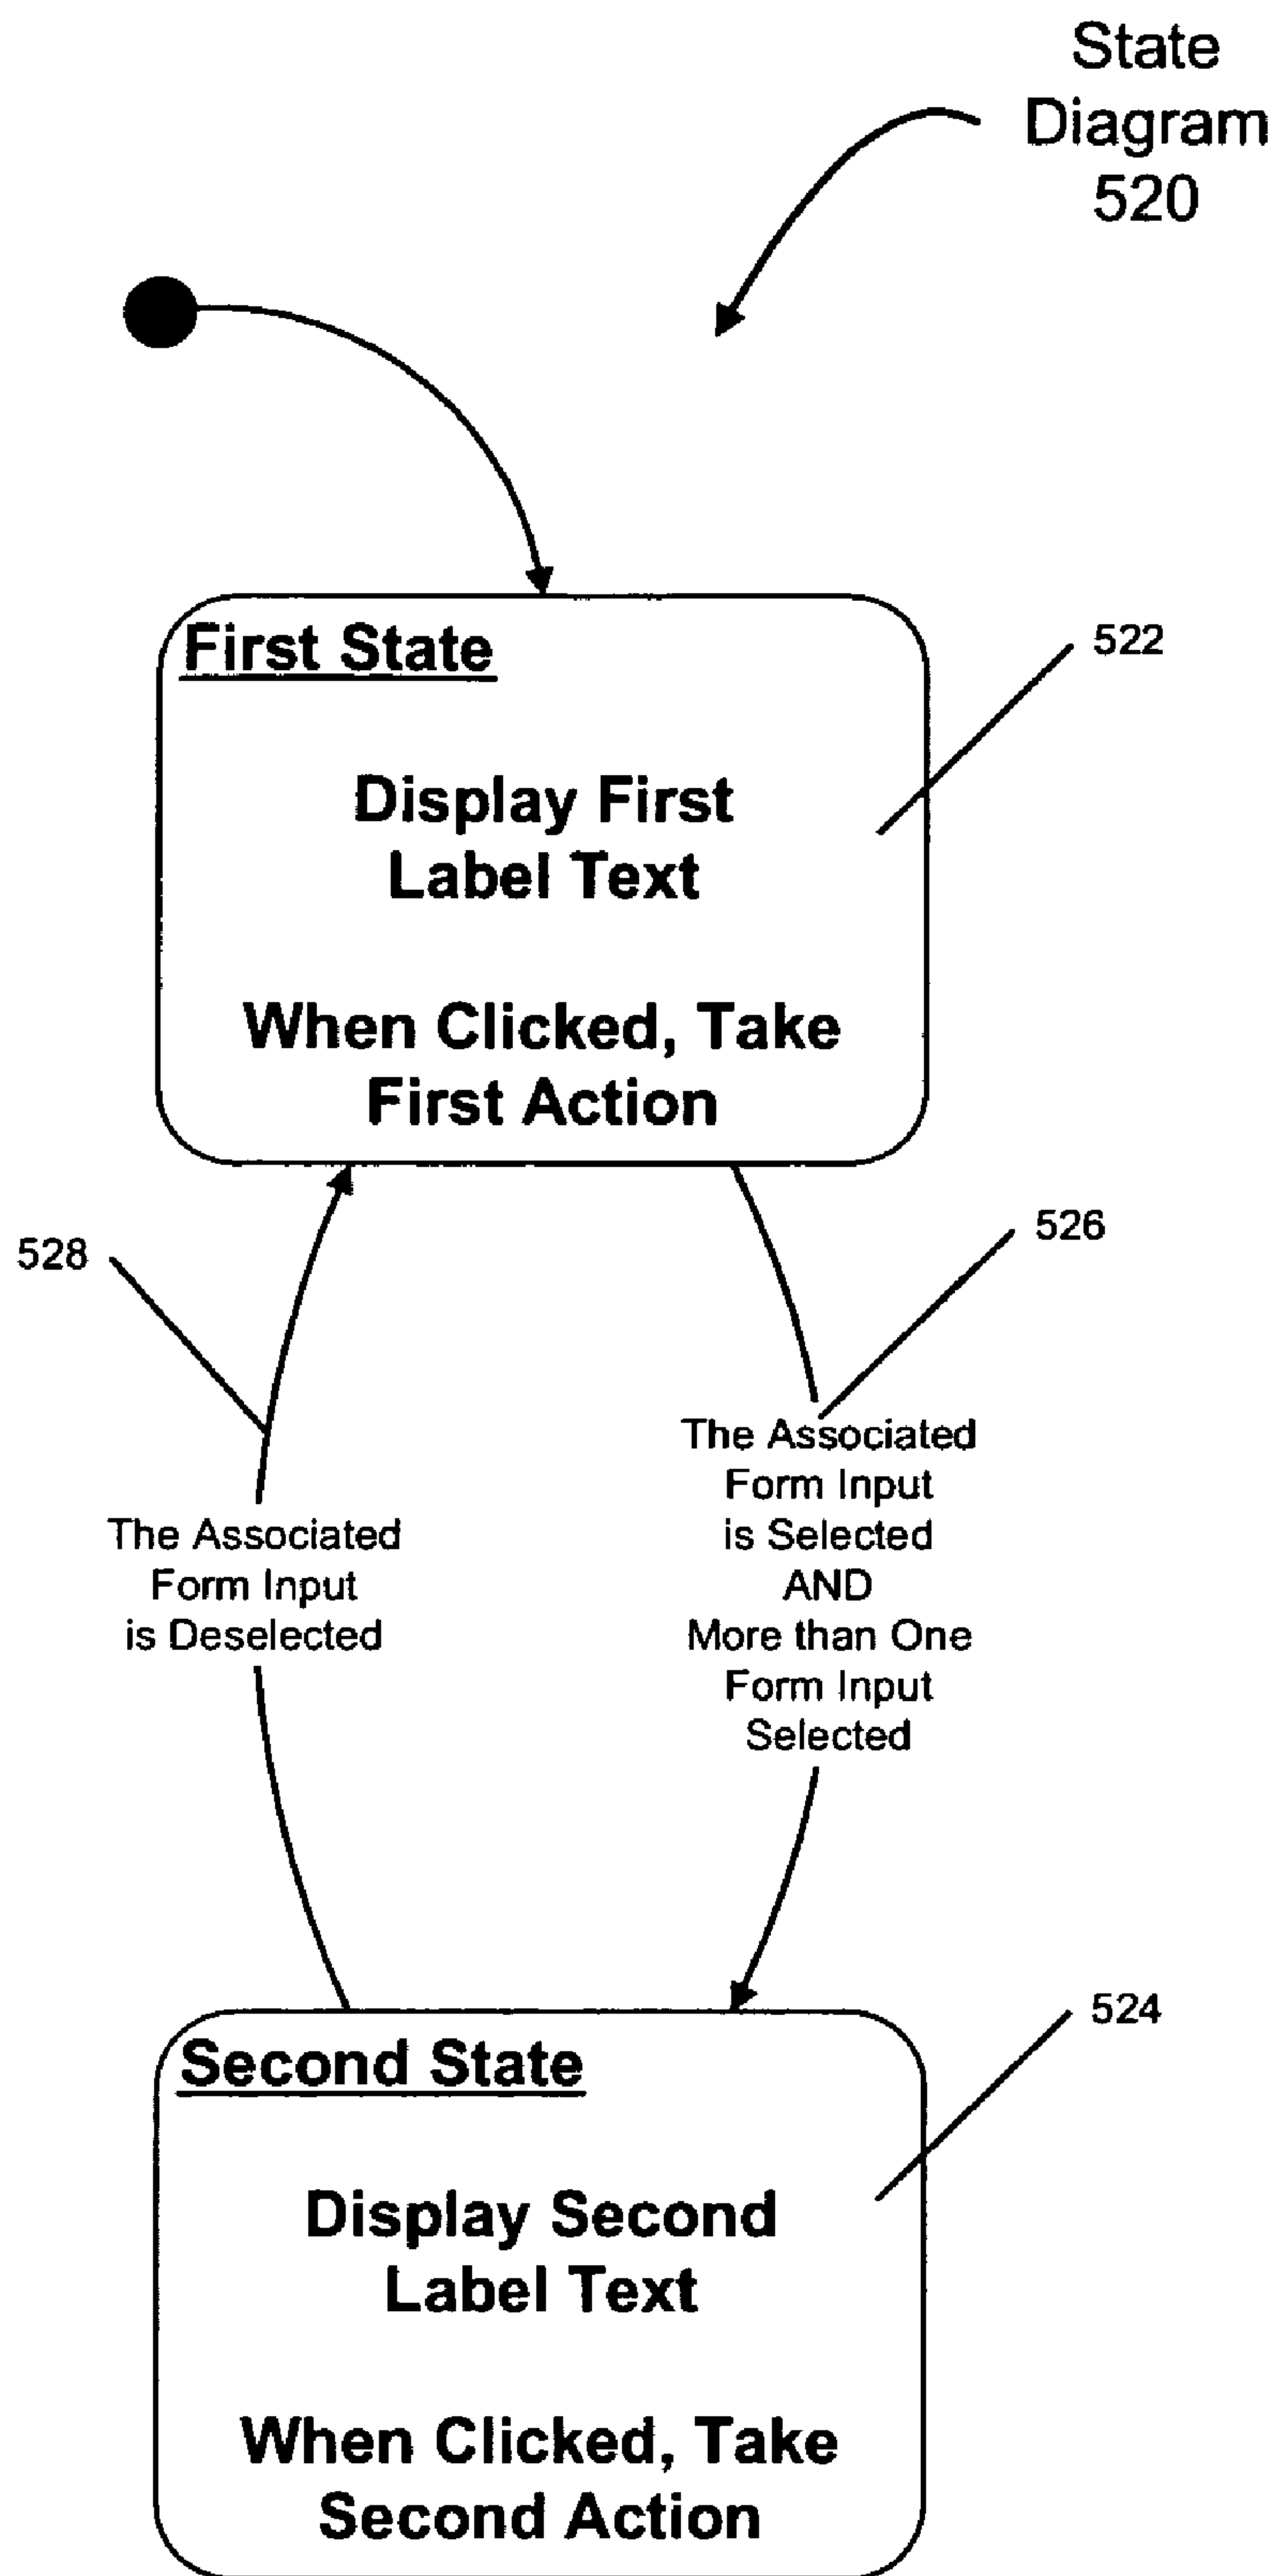 State
Diagram
520
First State
522
Display First
Label Text
When Clicked, Take
First Action
528
526
The Associated
Form Input
is Selected
AND
More than One
Form Input
Selected
The Associated
Form Input
is Deselected
524
Second State
Display Second
Label Text
When Clicked, Take
Second Action